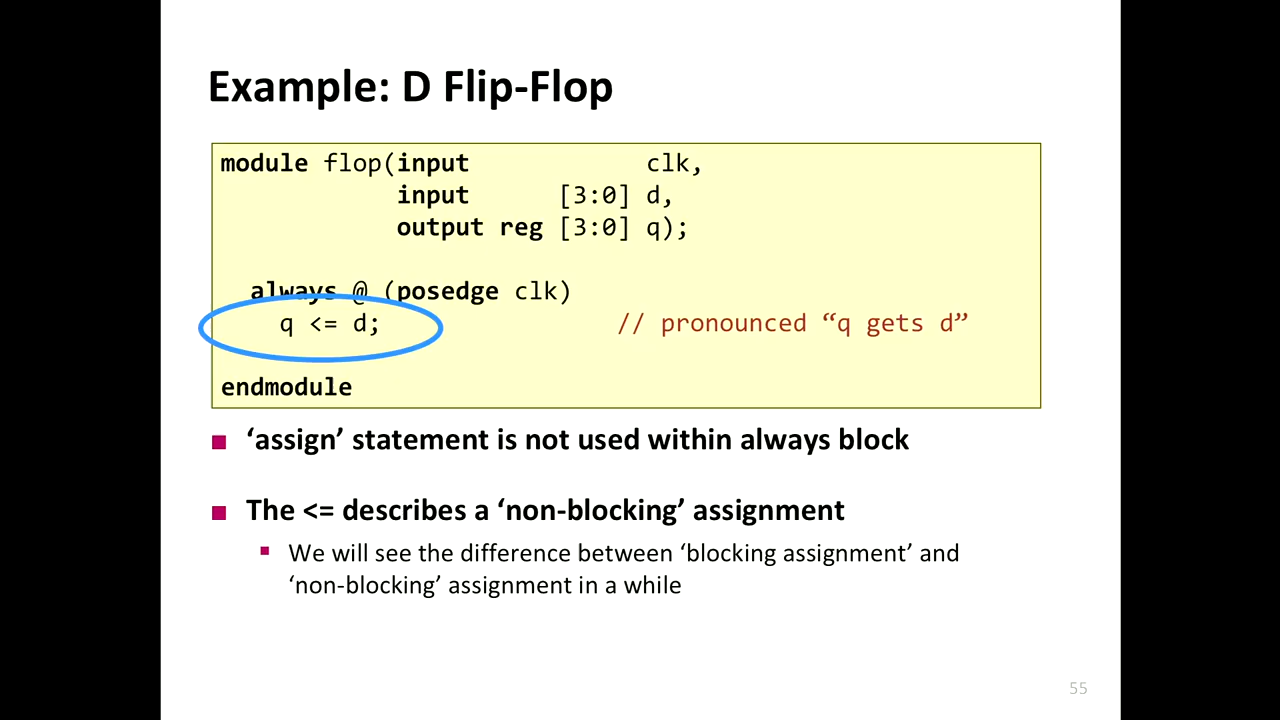 Example: D Flip-Flop
module flop(input clk,
input [3:0] d,
output reg [3:0] q);
always @ (posedge clk)
q <= d; // pronounced “q gets d”
endmodule
‘assign’ statement is not used within always block
The <= describes a ‘non-blocking’ assignment
We will see the difference between ‘blocking assignment’ and
‘non-blocking’ assignment in a while
55